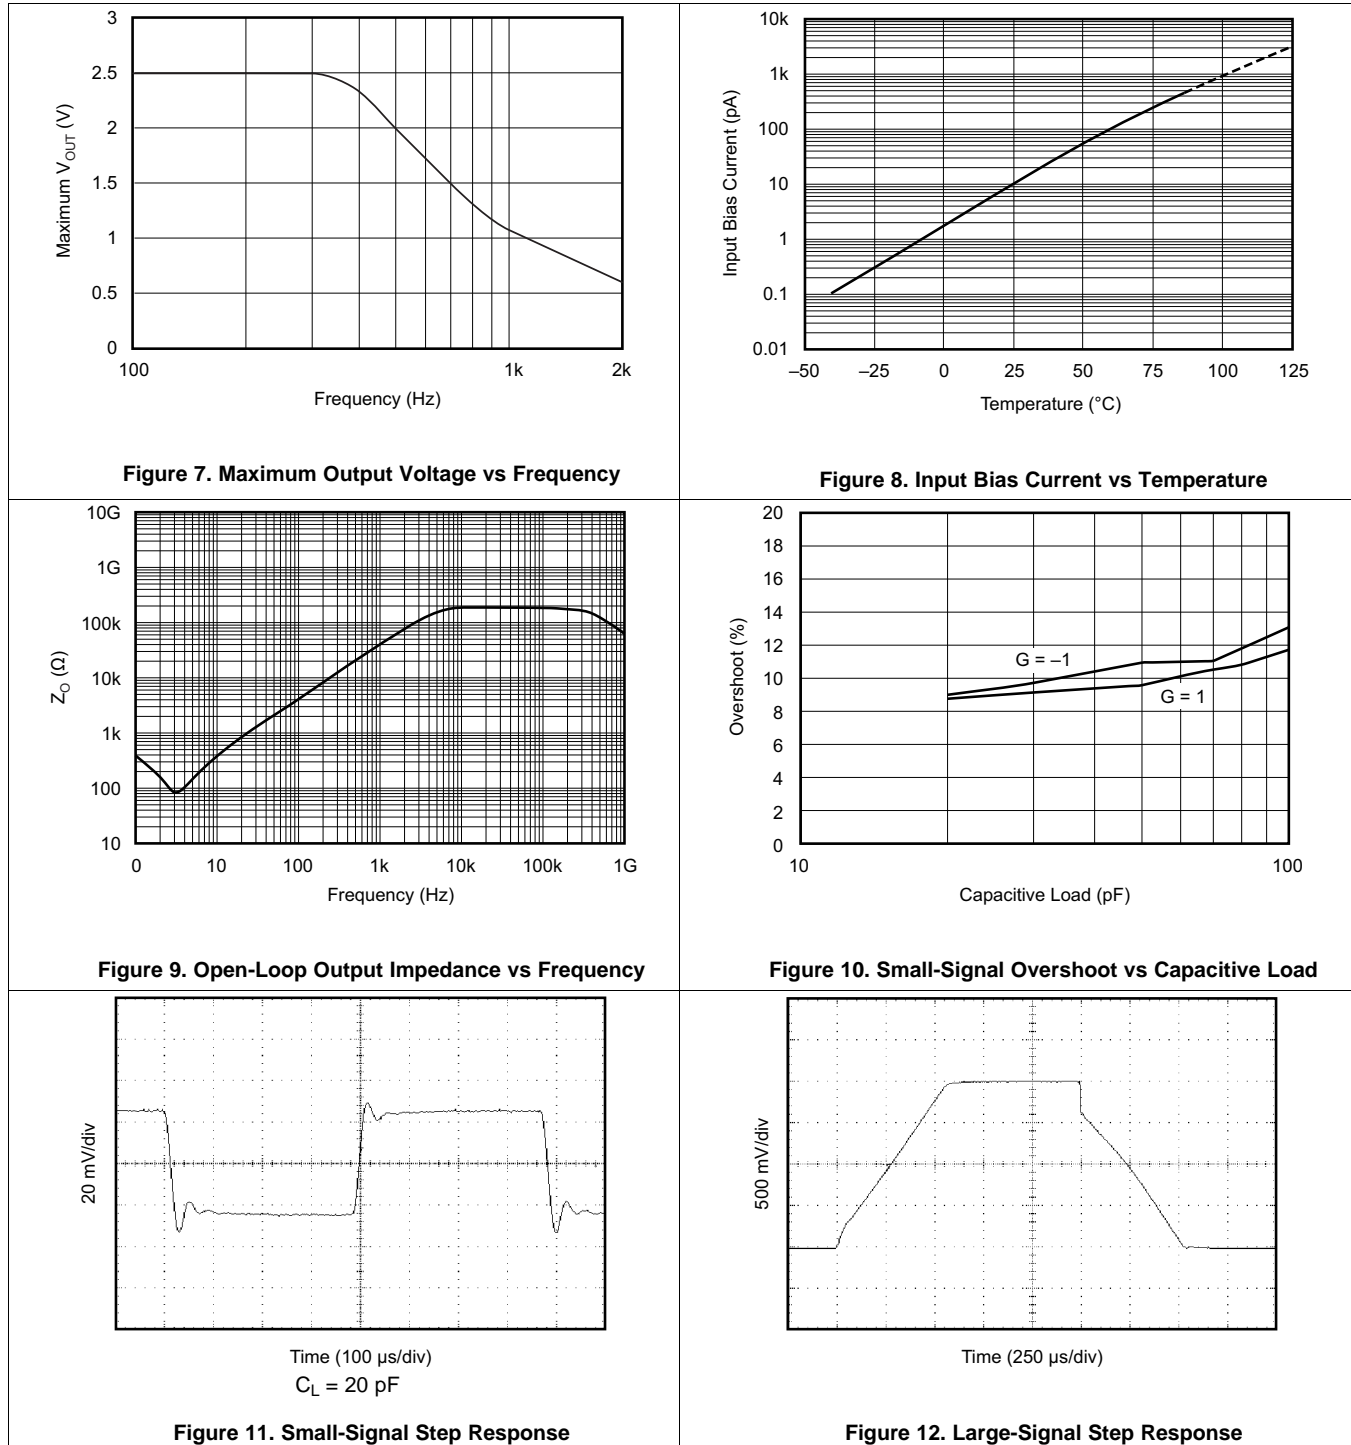 3
2.5
2
1.5
1
0.5
0
Maximum VOUT (V)
100
1k
2k
Frequency (Hz)
Figure 7. Maximum Output Voltage vs Frequency
10k
1k
100
10
1
0.1
0.01
Input Bias Current (pA)
–50
–25
0
25
50
75
100
125
Temperature (°C)
Figure 8. Input Bias Current vs Temperature
10G
1G
100k
10k
1k
100
10
ZO (Ω)
0
10
100
1k
10k
100k
1G
Frequency (Hz)
Figure 9. Open-Loop Output Impedance vs Frequency
20
18
16
14
12
10
8
6
4
2
0
Overshoot (%)
G = –1
G = 1
10
100
Capacitive Load (pF)
Figure 10. Small-Signal Overshoot vs Capacitive Load
20 mV/div
Time (100 µs/div)
CL = 20 pF
Figure 11. Small-Signal Step Response
500 mV/div
Time (250 µs/div)
Figure 12. Large-Signal Step Response